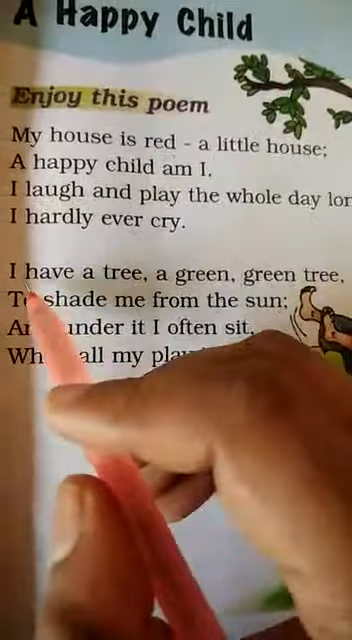 A Happy Child
Enjoy this poem
My house is red - a little house;
A happy child am I,
I laugh and play the whole day
I hardly ever cry.
I have a tree, a green, green tree,
To shade me from the sun;
under it I often sit,
all my